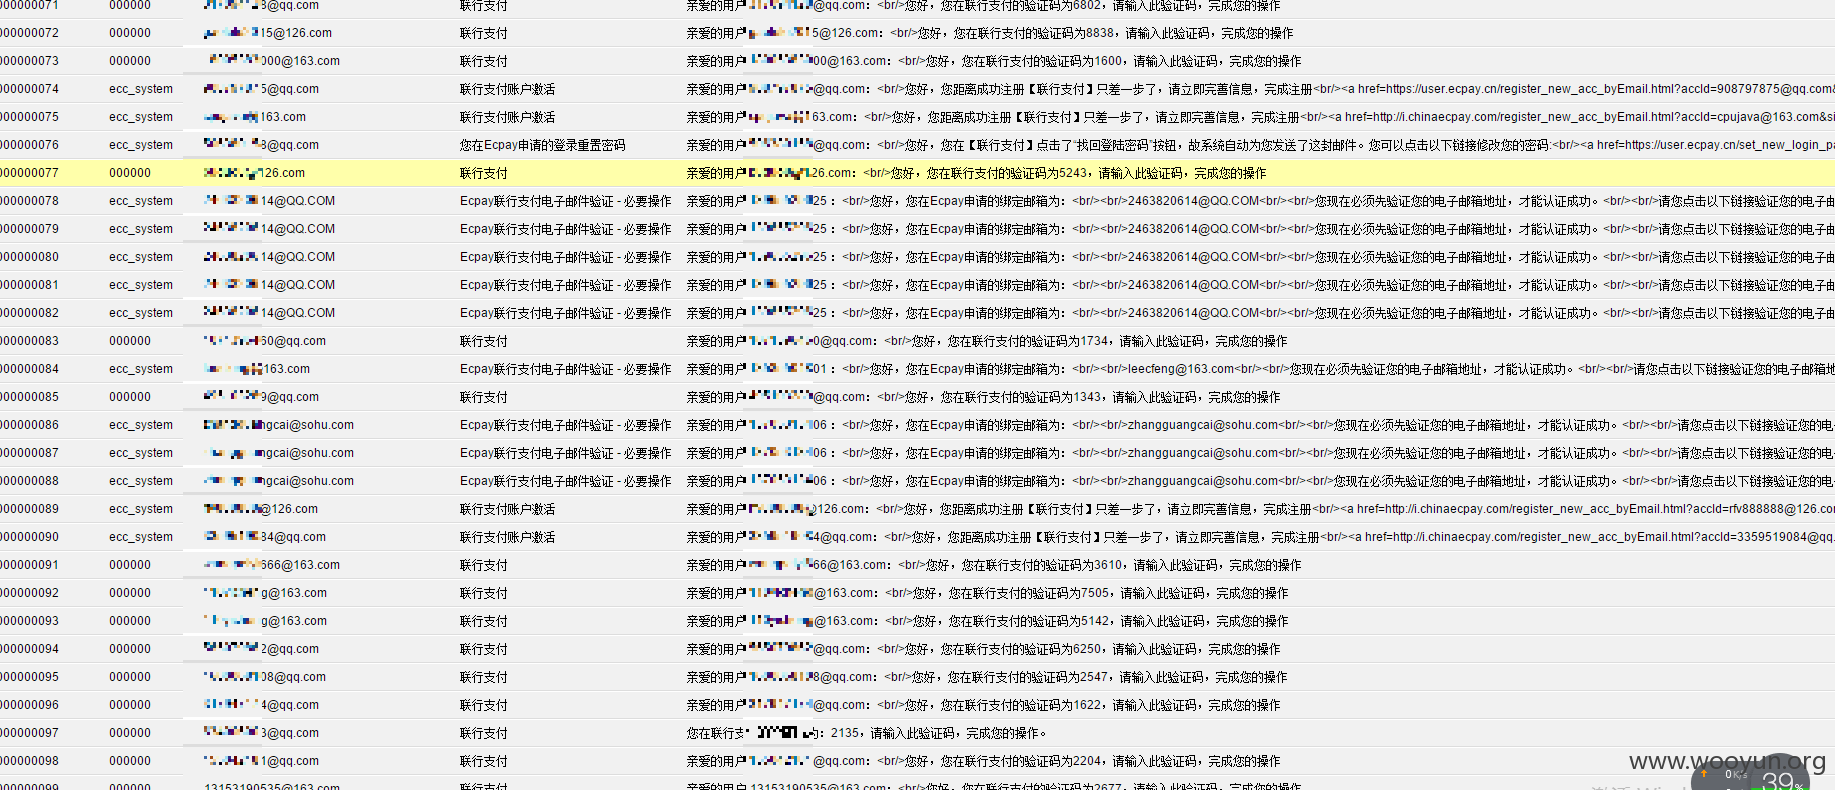 000000071 000000 8@qq.com 联行支付 亲爱的用户 @qq.com：<br/>您好，您在联行支付的验证码为6802，请输入此验证码，完成您的操作
000000072 000000 15@126.com 联行支付 亲爱的用户 5@126.com：<br/>您好，您在联行支付的验证码为8838，请输入此验证码，完成您的操作
000000073 000000 000@163.com 联行支付 亲爱的用户 00@163.com：<br/>您好，您在联行支付的验证码为1600，请输入此验证码，完成您的操作
000000074 ecc_system 5@qq.com 联行支付账户激活 亲爱的用户 @qq.com：<br/>您好，您距离成功注册【联行支付】只差一步了，请立即完善信息，完成注册<br/><a href=https://user.ecpay.cn/register_new_acc_byEmail.html?accId=908797875@qq.com&
000000075 ecc_system 163.com 联行支付账户激活 亲爱的用户 63.com：<br/>您好，您距离成功注册【联行支付】只差一步了，请立即完善信息，完成注册<br/><a href=http://i.chinaecpay.com/register_new_acc_byEmail.html?accId=cpujava@163.com&si
000000076 ecc_system 8@qq.com 您在Ecpay申请的登录重置密码 亲爱的用户 @qq.com：<br/>您好，您在【联行支付】点击了“找回登陆密码”按钮，故系统自动为您发送了这封邮件。您可以点击以下链接修改您的密码:<br/><a href=https://user.ecpay.cn/set_new_login_pa
000000077 000000 126.com 联行支付 亲爱的用户 26.com：<br/>您好，您在联行支付的验证码为5243，请输入此验证码，完成您的操作
000000078 ecc_system 14@QQ.COM Ecpay联行支付电子邮件验证 - 必要操作 亲爱的用户 25：<br/>您好，您在Ecpay申请的绑定邮箱为：<br/><br/>2463820614@QQ.COM<br/><br/>您现在必须先验证您的电子邮箱地址，才能认证成功。<br/><br/>请您点击以下链接验证您的电子邮
000000079 ecc_system 14@QQ.COM Ecpay联行支付电子邮件验证 - 必要操作 亲爱的用户 25：<br/>您好，您在Ecpay申请的绑定邮箱为：<br/><br/>2463820614@QQ.COM<br/><br/>您现在必须先验证您的电子邮箱地址，才能认证成功。<br/><br/>请您点击以下链接验证您的电子邮
000000080 ecc_system 14@QQ.COM Ecpay联行支付电子邮件验证 - 必要操作 亲爱的用户 25：<br/>您好，您在Ecpay申请的绑定邮箱为：<br/><br/>2463820614@QQ.COM<br/><br/>您现在必须先验证您的电子邮箱地址，才能认证成功。<br/><br/>请您点击以下链接验证您的电子邮
000000081 ecc_system 14@QQ.COM Ecpay联行支付电子邮件验证 - 必要操作 亲爱的用户 25：<br/>您好，您在Ecpay申请的绑定邮箱为：<br/><br/>2463820614@QQ.COM<br/><br/>您现在必须先验证您的电子邮箱地址，才能认证成功。<br/><br/>请您点击以下链接验证您的电子邮
000000082 ecc_system 14@QQ.COM Ecpay联行支付电子邮件验证 - 必要操作 亲爱的用户 25：<br/>您好，您在Ecpay申请的绑定邮箱为：<br/><br/>2463820614@QQ.COM<br/><br/>您现在必须先验证您的电子邮箱地址，才能认证成功。<br/><br/>请您点击以下链接验证您的电子邮
000000083 000000 60@qq.com 联行支付 亲爱的用户 0@qq.com：<br/>您好，您在联行支付的验证码为1734，请输入此验证码，完成您的操作
000000084 ecc_system 163.com Ecpay联行支付电子邮件验证 - 必要操作 亲爱的用户 01：<br/>您好，您在Ecpay申请的绑定邮箱为：<br/><br/>leecfeng@163.com<br/><br/>您现在必须先验证您的电子邮箱地址，才能认证成功。<br/><br/>请您点击以下链接验证您的电子邮箱
000000085 000000 9@qq.com 联行支付 亲爱的用户 @qq.com：<br/>您好，您在联行支付的验证码为1343，请输入此验证码，完成您的操作
000000086 ecc_system ngcai@sohu.com Ecpay联行支付电子邮件验证 - 必要操作 亲爱的用户 06：<br/>您好，您在Ecpay申请的绑定邮箱为：<br/><br/>zhangguangcai@sohu.com<br/><br/>您现在必须先验证您的电子邮箱地址，才能认证成功。<br/><br/>请您点击以下链接验证您的电
000000087 ecc_system ngcai@sohu.com Ecpay联行支付电子邮件验证 - 必要操作 亲爱的用户 06：<br/>您好，您在Ecpay申请的绑定邮箱为：<br/><br/>zhangguangcai@sohu.com<br/><br/>您现在必须先验证您的电子邮箱地址，才能认证成功。<br/><br/>请您点击以下链接验证您的电
000000088 ecc_system ngcai@sohu.com Ecpay联行支付电子邮件验证 - 必要操作 亲爱的用户 06：<br/>您好，您在Ecpay申请的绑定邮箱为：<br/><br/>zhangguangcai@sohu.com<br/><br/>您现在必须先验证您的电子邮箱地址，才能认证成功。<br/><br/>请您点击以下链接验证您的电
000000089 ecc_system @126.com 联行支付账户激活 亲爱的用户 @126.com：<br/>您好，您距离成功注册【联行支付】只差一步了，请立即完善信息，完成注册<br/><a href=http://i.chinaecpay.com/register_new_acc_byEmail.html?accId=rfv888888@126.co
000000090 ecc_system 84@qq.com 联行支付账户激活 亲爱的用户 4@qq.com：<br/>您好，您距离成功注册【联行支付】只差一步了，请立即完善信息，完成注册<br/><a href=http://i.chinaecpay.com/register_new_acc_byEmail.html?accId=3359519084@qq.
000000091 000000 666@163.com 联行支付 亲爱的用户 66@163.com：<br/>您好，您在联行支付的验证码为3610，请输入此验证码，完成您的操作
000000092 000000 g@163.com 联行支付 亲爱的用户 @163.com：<br/>您好，您在联行支付的验证码为7505，请输入此验证码，完成您的操作
000000093 000000 g@163.com 联行支付 亲爱的用户 @163.com：<br/>您好，您在联行支付的验证码为5142，请输入此验证码，完成您的操作
000000094 000000 2@qq.com 联行支付 亲爱的用户 @qq.com：<br/>您好，您在联行支付的验证码为6250，请输入此验证码，完成您的操作
000000095 000000 08@qq.com 联行支付 亲爱的用户 8@qq.com：<br/>您好，您在联行支付的验证码为2547，请输入此验证码，完成您的操作
000000096 000000 4@qq.com 联行支付 亲爱的用户 @qq.com：<br/>您好，您在联行支付的验证码为1622，请输入此验证码，完成您的操作
000000097 000000 3@qq.com 联行支付 您在联行支 为：2135，请输入此验证码，完成您的操作。
000000098 000000 1@qq.com 联行支付 亲爱的用户 @qq.com：<br/>您好，您在联行支付的验证码为2204，请输入此验证码，完成您的操作
www.wooyun.org
000000099 000000 13153190535@163.com 联行支付 亲爱的用户 13153190535@163.com：<br/>您好，您在联行支付的验证码为2677，请输入此验证码，完成您的操作
0K/s
39%